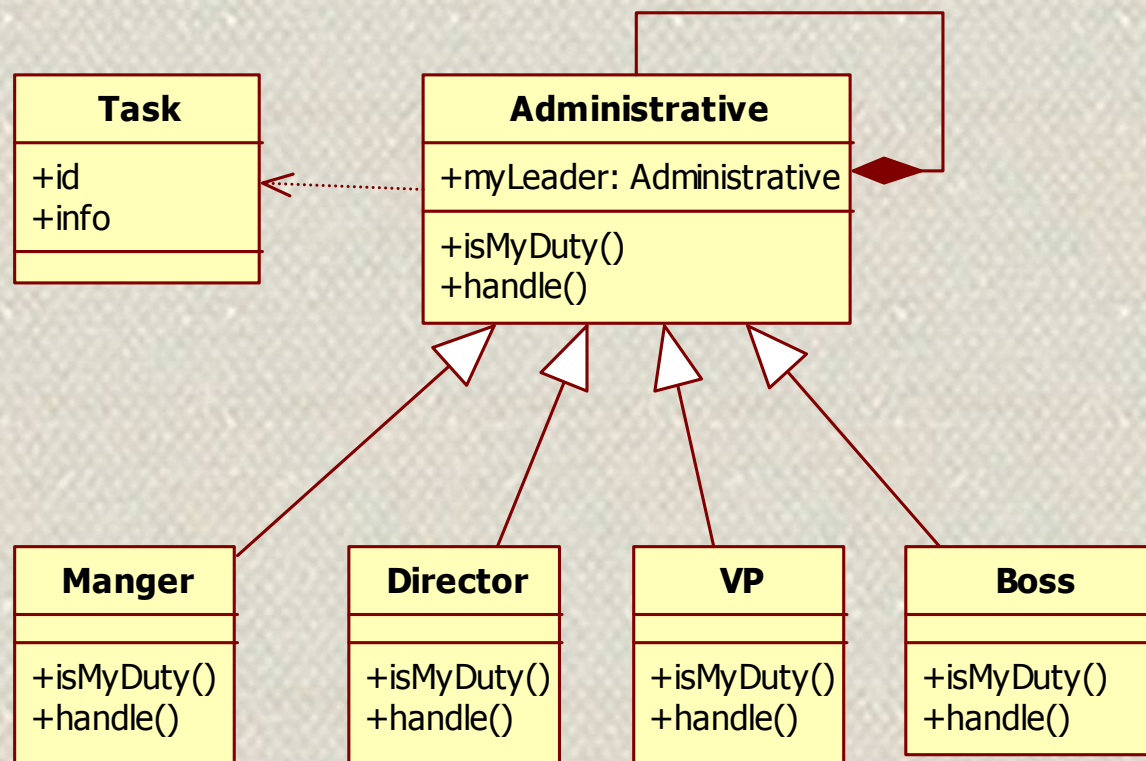 Task
+id
+info
Administrative
+myLeader: Administrative
+isMyDuty()
+handle()
Manger
+isMyDuty()
+handle()
Director
+isMyDuty()
+handle()
VP
+isMyDuty()
+handle()
Boss
+isMyDuty()
+handle()